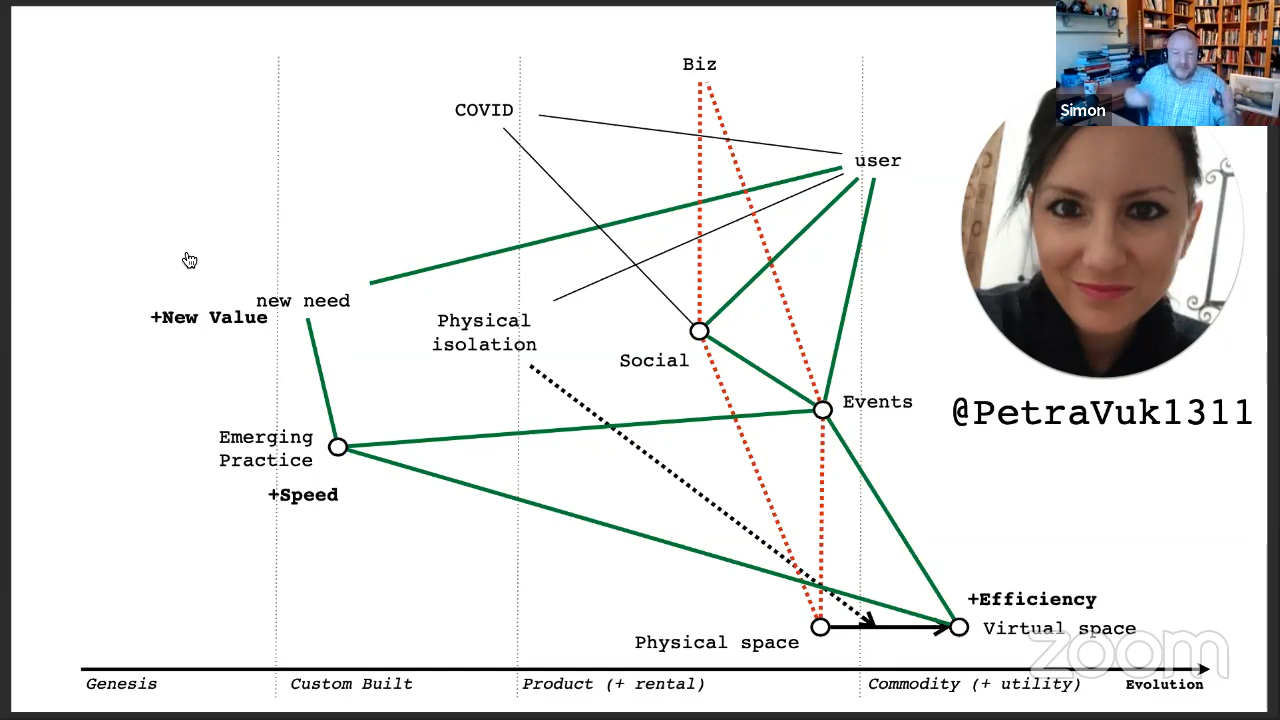 Biz
COVID
Simon
user
new need
+New Value
Physical
isolation
Social
Events
@PetraVuk1311
Emerging
Practice
+Speed
+Efficiency
Physical space
Virtual space
zoom
Genesis
Custom Built
Product (+ rental)
Commodity (+ utility)
Evolution